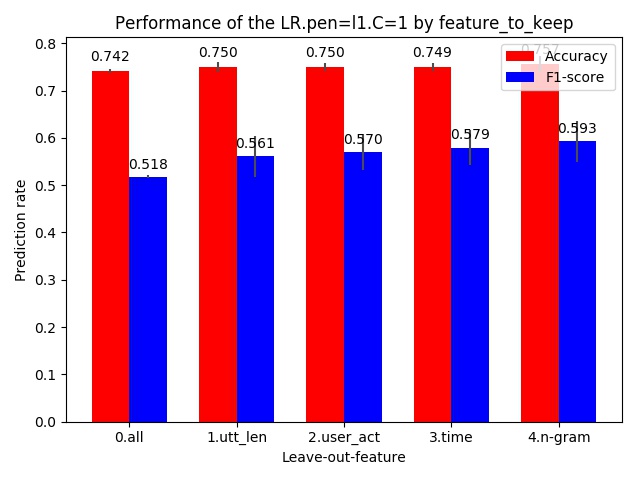 Performance of the LR.pen=l1.C=1 by feature_to_keep
Prediction rate
0.8
0.7
0.6
0.5
0.4
0.3
0.2
0.1
0.0
0.742
0.750
0.750
0.749
0.757
0.518
0.561
0.570
0.579
0.593
Accuracy
F1-score
0.all
1.utt_len
2.user_act
3.time
4.n-gram
Leave-out-feature